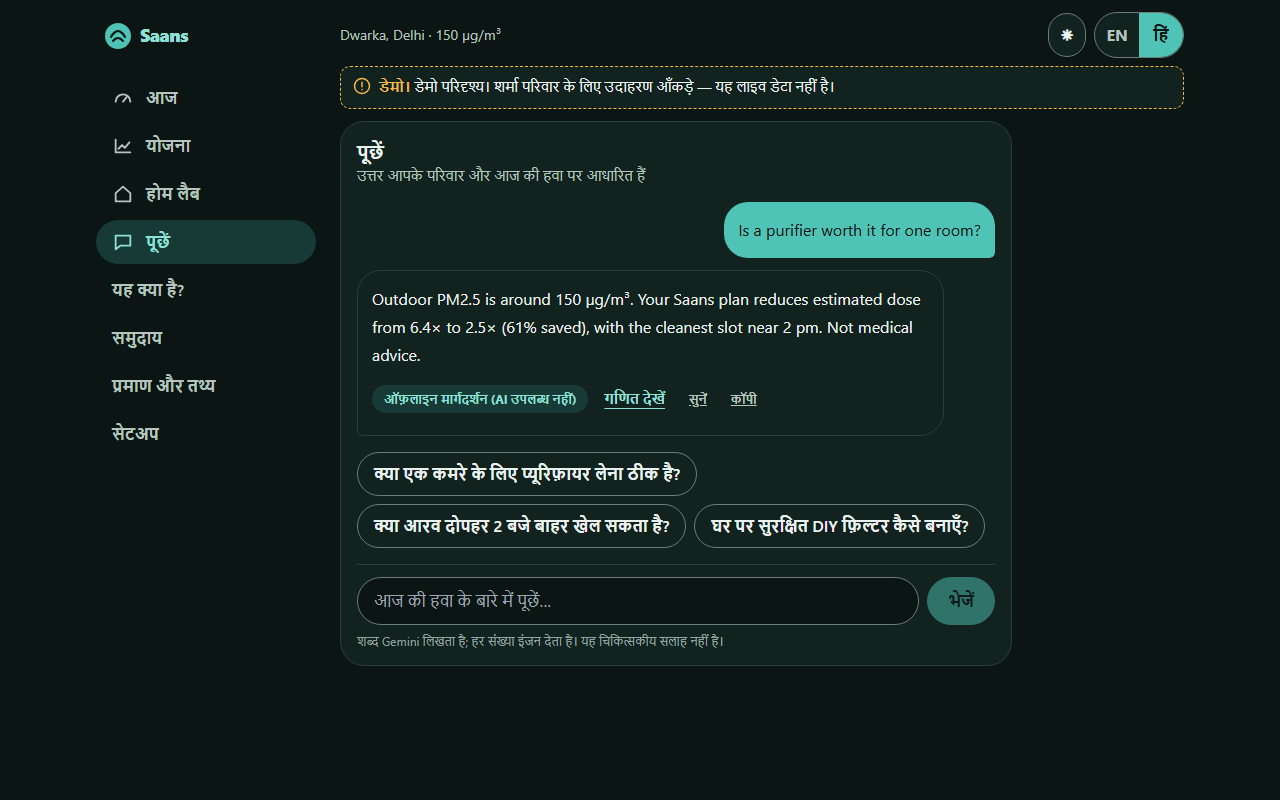 Saans
Dwarka, Delhi · 150 µg/m³
EN
हिं
आज
योजना
होम लैब
पूछें
यह क्या है?
समुदाय
प्रमाण और तथ्य
सेटअप
डेमो। डेमो परिदृश्य। शर्मा परिवार के लिए उदाहरण आँकड़े — यह लाइव डेटा नहीं है।
पूछें
उत्तर आपके परिवार और आज की हवा पर आधारित हैं
Is a purifier worth it for one room?
Outdoor PM2.5 is around 150 µg/m³. Your Saans plan reduces estimated dose
from 6.4× to 2.5× (61% saved), with the cleanest slot near 2 pm. Not medical
advice.
ऑफ़लाइन मार्गदर्शन (AI उपलब्ध नहीं) गणित देखें सुनें कॉपी
क्या एक कमरे के लिए प्यूरिफ़ायर लेना ठीक है?
क्या आरव दोपहर 2 बजे बाहर खेल सकता है?
घर पर सुरक्षित DIY फ़िल्टर कैसे बनाएँ?
आज की हवा के बारे में पूछें…
भेजें
शब्द Gemini लिखता है; हर संख्या इंजन देता है। यह चिकित्सकीय सलाह नहीं है।